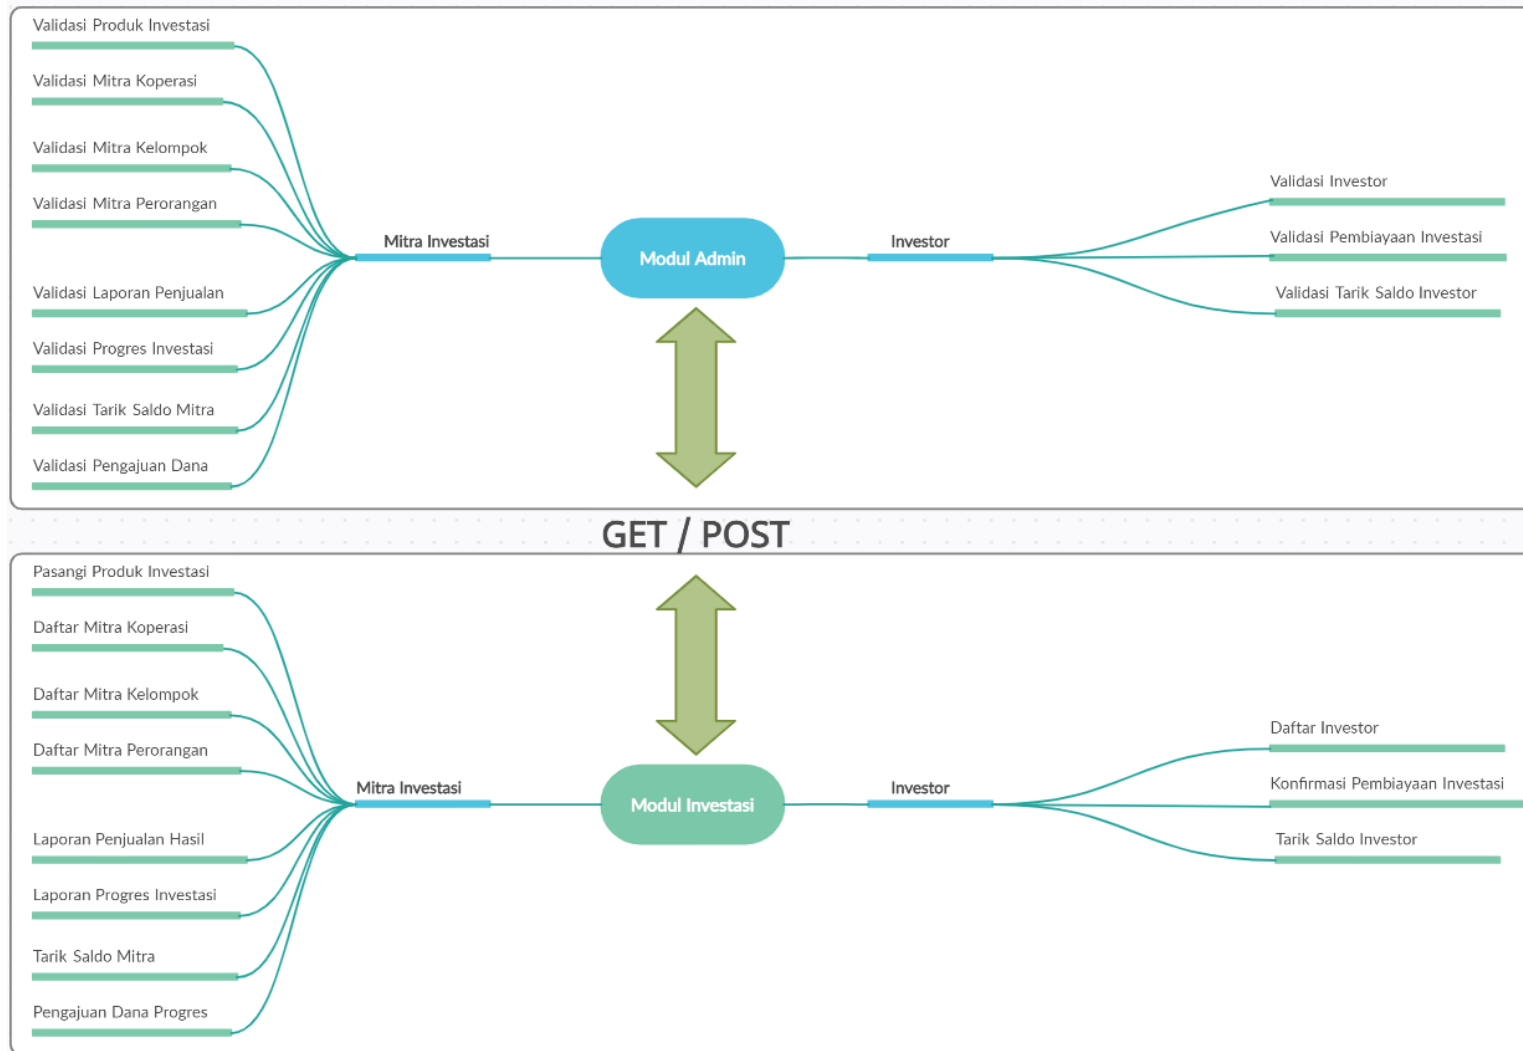 Validasi Produk Investasi
Validasi Mitra Koperasi
Validasi Mitra Kelompok
Validasi Mitra Perorangan
Validasi Laporan Penjualan
Validasi Progres Investasi
Validasi Tarik Saldo Mitra
Validasi Pengajuan Dana
Mitra Investasi
Modul Admin
Investor
Validasi Investor
Validasi Pembiayaan Investasi
Validasi Tarik Saldo Investor
GET / POST
Pasangi Produk Investasi
Daftar Mitra Koperasi
Daftar Mitra Kelompok
Daftar Mitra Perorangan
Laporan Penjualan Hasil
Laporan Progres Investasi
Tarik Saldo Mitra
Pengajuan Dana Progres
Mitra Investasi
Modul Investasi
Investor
Daftar Investor
Konfirmasi Pembiayaan Investasi
Tarik Saldo Investor